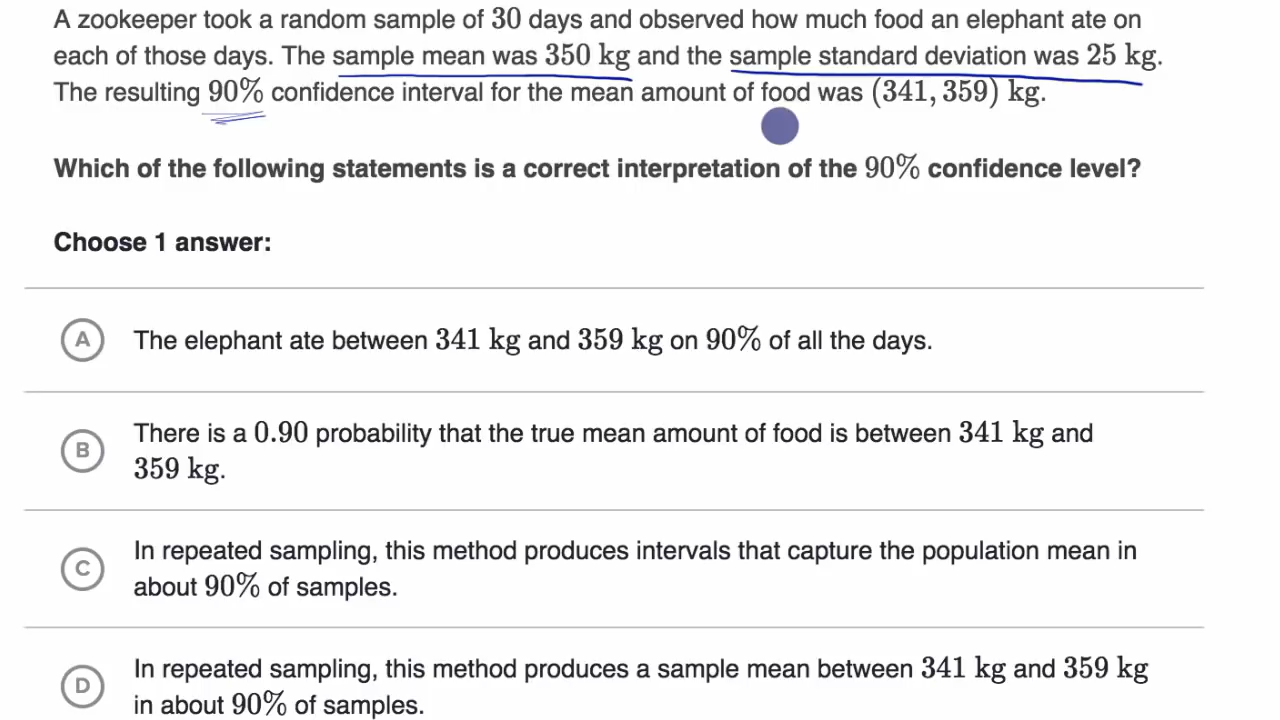 A zookeeper took a random sample of 30 days and observed how much food an elephant ate on
each of those days. The sample mean was 350 kg and the sample standard deviation was 25 kg.
The resulting 90% confidence interval for the mean amount of food was (341, 359) kg.
Which of the following statements is a correct interpretation of the 90% confidence level?
Choose 1 answer:
A The elephant ate between 341 kg and 359 kg on 90% of all the days.
B There is a 0.90 probability that the true mean amount of food is between 341 kg and
359 kg.
C In repeated sampling, this method produces intervals that capture the population mean in
about 90% of samples.
D In repeated sampling, this method produces a sample mean between 341 kg and 359 kg
in about 90% of samples.